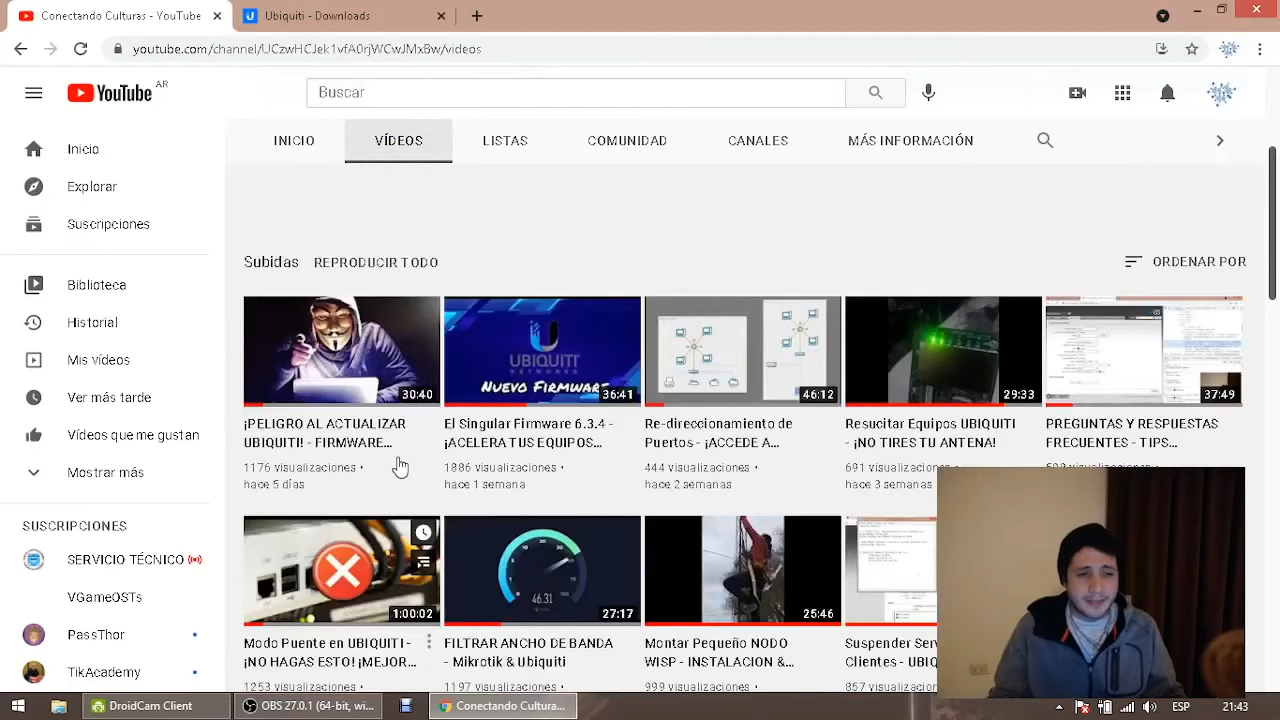 Conectando Cultura - YouTube
Ubiquiti - Downloads
youtube.com/channel/UCzwHCJek1vfA0rjWCwJMxBw/videos
YouTube AR
Buscar
INICIO VÍDEOS LISTAS COMUNIDAD CANALES MÁS INFORMACIÓN
Inicio
Explorar
Suscripciones
Biblioteca
Historial
Mis vídeos
Ver más tarde
Vídeos que me gustan
Mostrar más
SUSCRIPCIONES
SERVICIO TÉCNICO
VGameOSTs
PassThor
TikAcademy
Subidas REPRODUCIR TODO
ORDENAR POR
30:40
¡PELIGRO AL ACTUALIZAR
UBIQUITI! - FIRMWARE...
1176 visualizaciones ·
hace 5 días
UBIQUITI
NUEVO FIRMWARE
36:41
El Singular Firmware 6.3.4 -
¡ACELERA TUS EQUIPOS...
1886 visualizaciones ·
hace 1 semana
46:12
Re-direccionamiento de
Puertos - ¡ACCEDE A...
444 visualizaciones ·
hace 2 semanas
29:33
Resucitar Equipos UBIQUITI
- ¡NO TIRES TU ANTENA!
691 visualizaciones ·
hace 3 semanas
37:49
PREGUNTAS Y RESPUESTAS
FRECUENTES - TIPS...
1:00:02
Modo Puente en UBIQUITI -
¡NO HAGAS ESTO! ¡MEJOR...
46.31
27:17
FILTRAR ANCHO DE BANDA
- Mikrotik & Ubiquiti
1197 visualizaciones ·
25:46
Montar Pequeño NODO
WISP - INSTALACION &...
999 visualizaciones ·
Suspender Ser
Clientes - UBIQ
857 visualizac
DroidCam Client
OBS 27.0.1 (64-bit, wi...
Conectando Cultura...
ESP
21:43